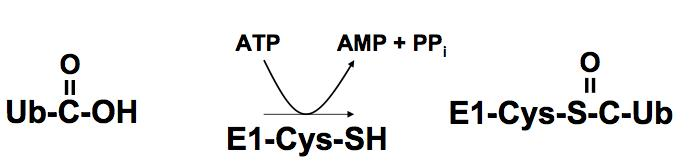 ATP AMP + PPi
O O
Ub-C-OH E1-Cys-S-C-Ub
E1-Cys-SH